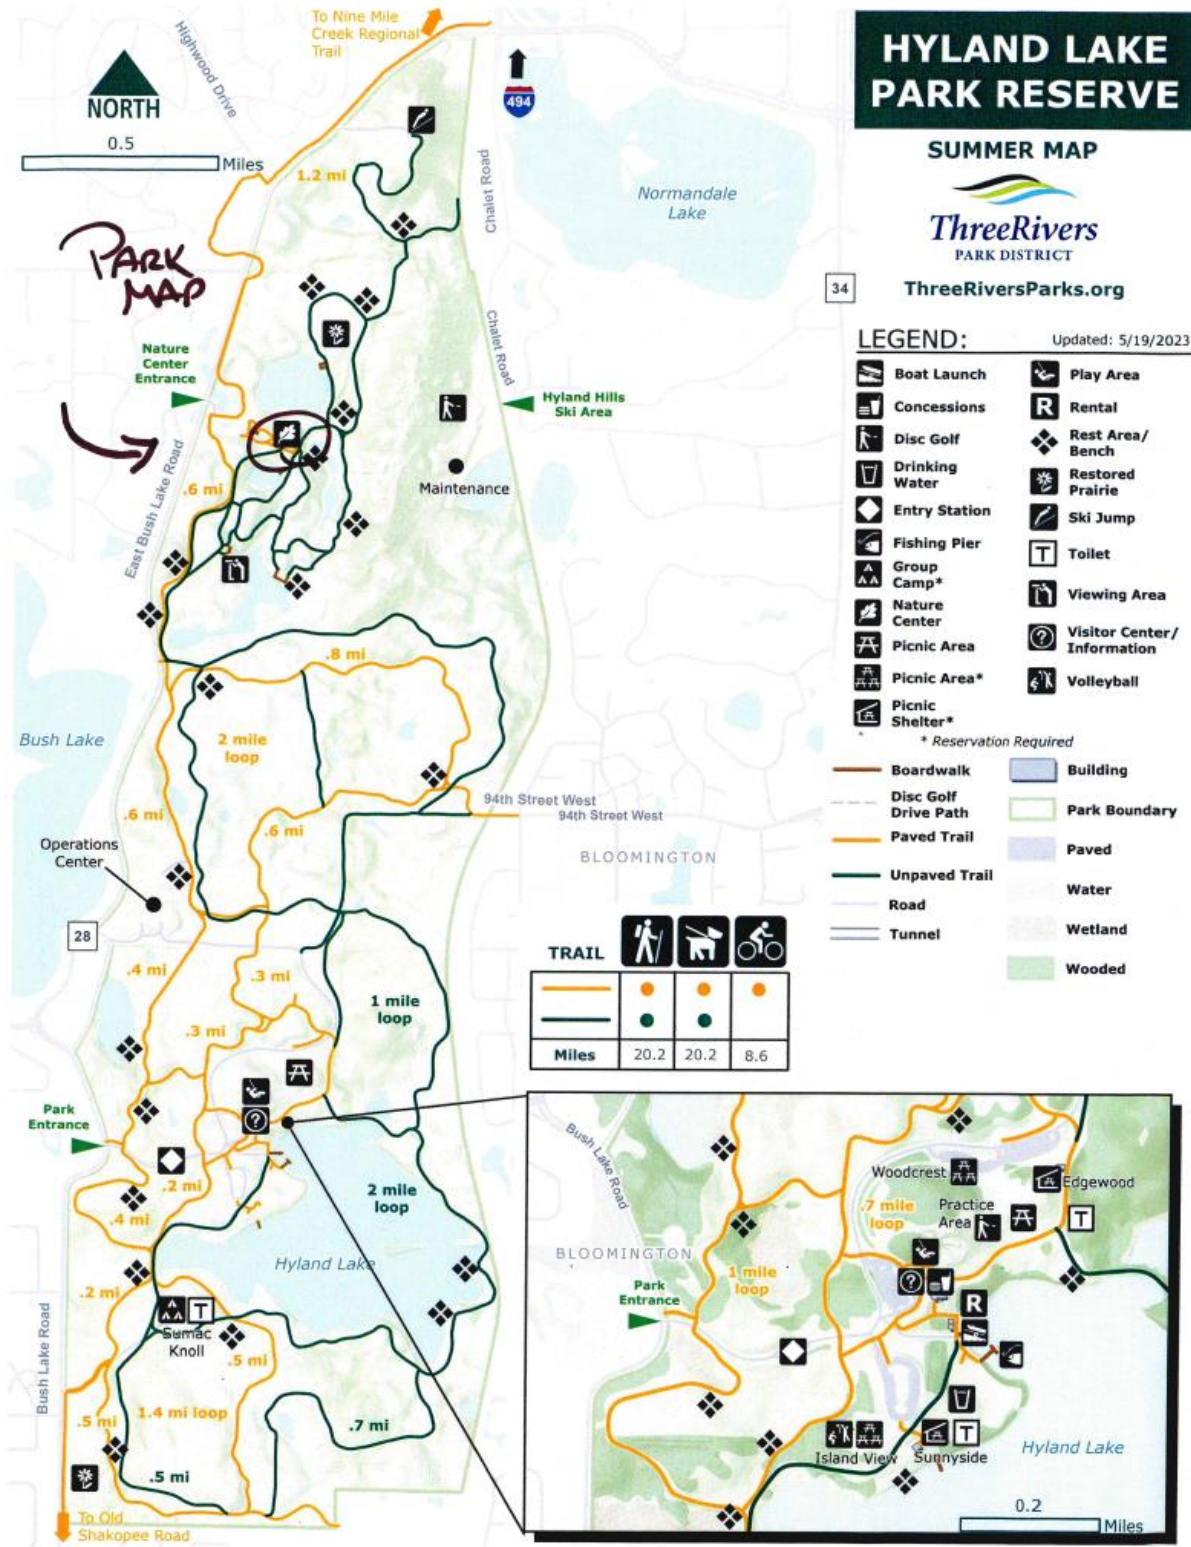 To Nine Mile
Creek Regional
Trail
Highwood Drive
NORTH
0.5
Miles
494
1.2 mi
Chalet Road
Normandale
Lake
PARK
MAP
Nature
Center
Entrance
Chalet Road
Hyland Hills
Ski Area
Maintenance
.6 mi
East Bush Lake Road
.8 mi
2 mile
loop
Bush Lake
94th Street West
94th Street West
.6 mi
.6 mi
Operations
Center
BLOOMINGTON
28
.4 mi
.3 mi
1 mile
loop
.3 mi
Park
Entrance
.2 mi
.4 mi
2 mile
loop
Hyland Lake
.2 mi
Bush Lake Road
T
Sumac
Knoll
.5 mi
.5 mi
1.4 mi loop
.7 mi
.5 mi
To Old
Shakopee Road
HYLAND LAKE
PARK RESERVE
SUMMER MAP
ThreeRivers
PARK DISTRICT
34
ThreeRiversParks.org
LEGEND:
Updated: 5/19/2023
Boat Launch
Concessions
Disc Golf
Drinking
Water
Entry Station
Fishing Pier
Group
Camp*
Nature
Center
Picnic Area
Picnic Area*
Picnic
Shelter*
Play Area
R Rental
Rest Area/
Bench
Restored
Prairie
Ski Jump
T Toilet
Viewing Area
? Visitor Center/
Information
Volleyball
* Reservation Required
Boardwalk
Disc Golf
Drive Path
Paved Trail
Unpaved Trail
Road
Tunnel
Building
Park Boundary
Paved
Water
Wetland
Wooded
TRAIL
Miles 20.2 20.2 8.6
Bush Lake Road
Woodcrest
Edgewood
.7 mile
loop
Practice
Area
T
BLOOMINGTON
1 mile
loop
?
R
Park
Entrance
T
Island View
Sunnyside
Hyland Lake
0.2
Miles